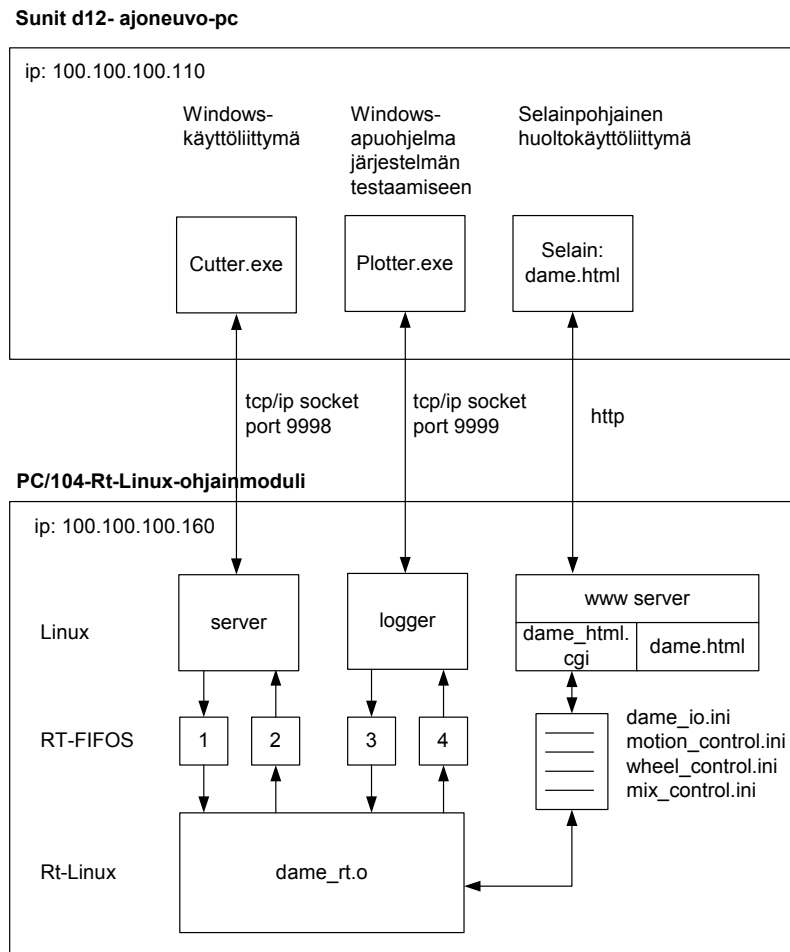 Sunit d12- ajoneuvo-pc
ip: 100.100.100.110
Windows-
käyttöliittymä
Windows-
apuohjelma
järjestelmän
testaamiseen
Selainpohjainen
huoltokäyttöliittymä
Cutter.exe
Plotter.exe
Selain:
dame.html
tcp/ip socket
port 9998
tcp/ip socket
port 9999
http
PC/104-Rt-Linux-ohjainmoduli
ip: 100.100.100.160
Linux
server
logger
www server
dame_html.
cgi
dame.html
RT-FIFOS
1
2
3
4
dame_io.ini
motion_control.ini
wheel_control.ini
mix_control.ini
Rt-Linux
dame_rt.o